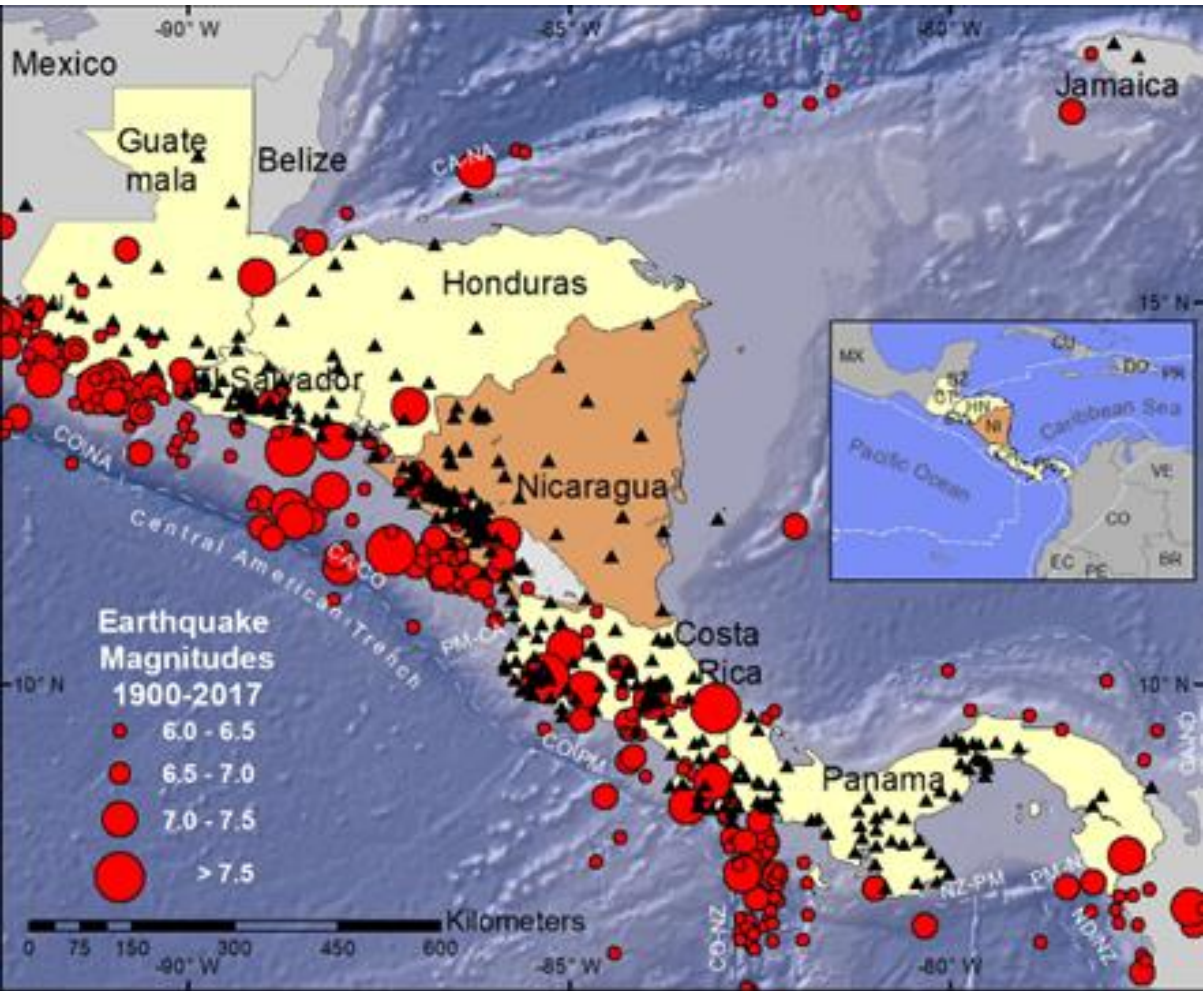 -90° W
-85° W
-80° W
Mexico
Jamaica
Guate
mala
Belize
CA-NA
Honduras
15° N
El Salvador
MX
CU
DO
PR
BZ
GT
HN
NI
Caribbean Sea
Pacific Ocean
VE
CO
EC
PE
BR
CO\NA
Nicaragua
Central American Trench
CA-CO
PM-CA
Earthquake
Magnitudes
1900-2017
6.0 - 6.5
6.5 - 7.0
7.0 - 7.5
> 7.5
Costa
Rica
10° N
10° N
CO\PM
Panama
NZ-PM
CO-NZ
ND-NZ
Kilometers
0 75 150 300 450 600
-90° W
-85° W
-80° W